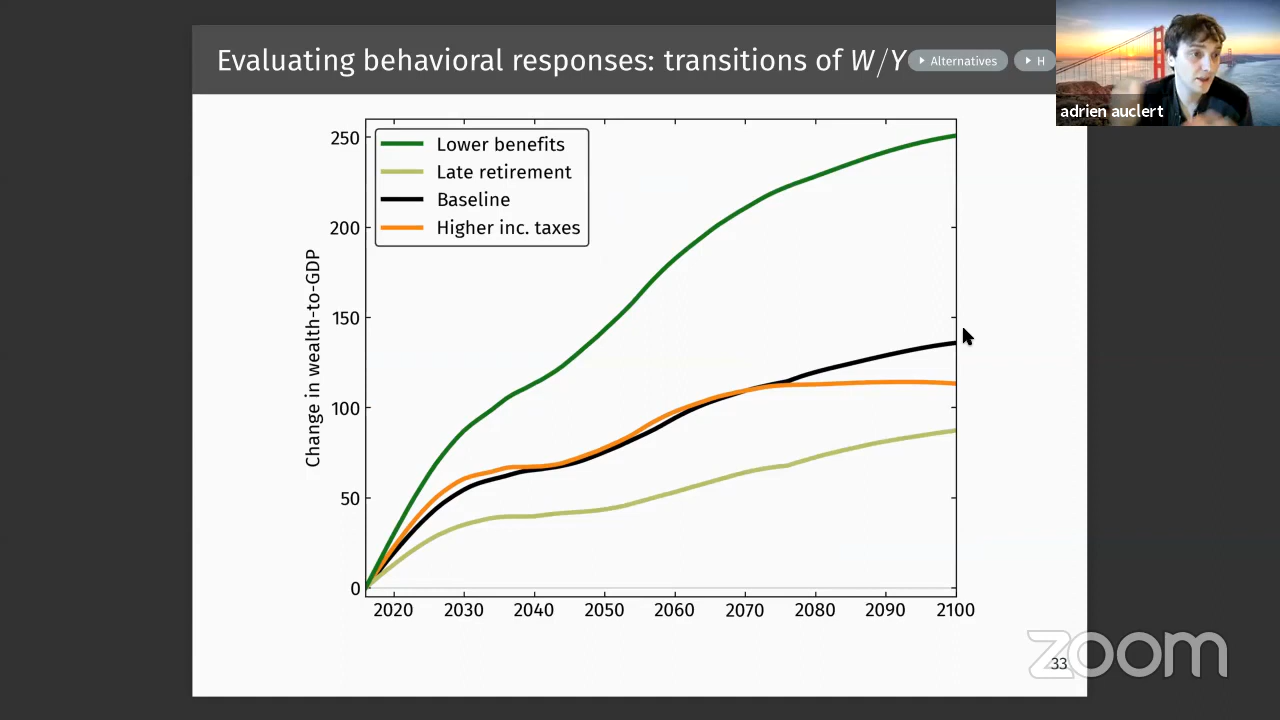 Evaluating behavioral responses: transitions of W/Y
Alternatives
H
adrien auclert
Lower benefits
Late retirement
Baseline
Higher inc. taxes
Change in wealth-to-GDP
250
200
150
100
50
0
2020 2030 2040 2050 2060 2070 2080 2090 2100
33
zoom